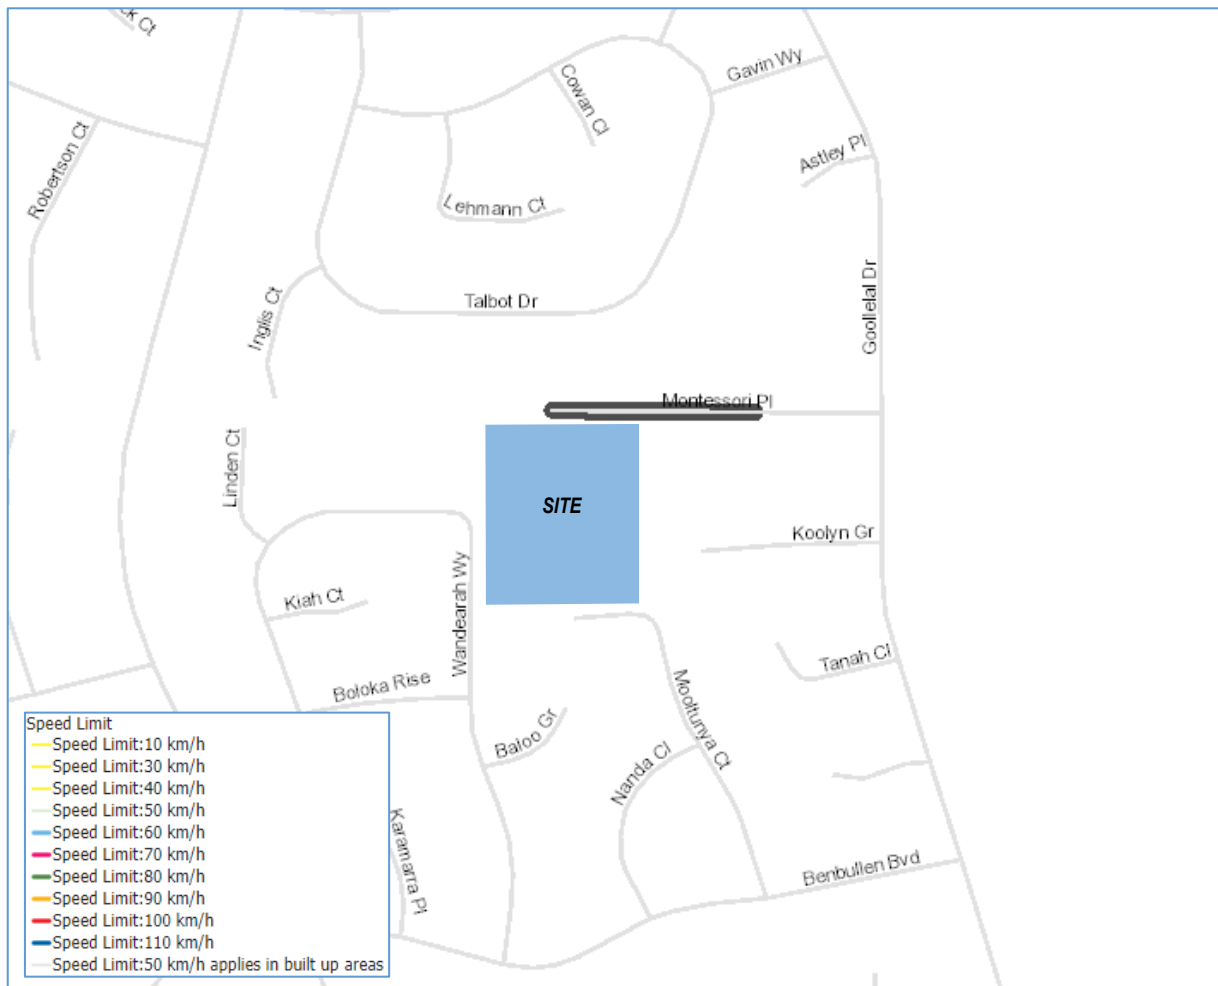 Ct
Cowan Cl
Gavin Wy
Astley Pl
Robertson Ct
Lehmann Ct
Goollelal Dr
Talbot Dr
Inglis Ct
Montessori Pl
Linden Ct
SITE
Koolyn Gr
Kiah Ct
Wandearah Wy
Tanah Cl
Boloka Rise
Mooltunya Ct
Baloo Gr
Nanda Cl
Karamarra Pl
Benbullen Bvd
Speed Limit
Speed Limit:10 km/h
Speed Limit:30 km/h
Speed Limit:40 km/h
Speed Limit:50 km/h
Speed Limit:60 km/h
Speed Limit:70 km/h
Speed Limit:80 km/h
Speed Limit:90 km/h
Speed Limit:100 km/h
Speed Limit:110 km/h
Speed Limit:50 km/h applies in built up areas